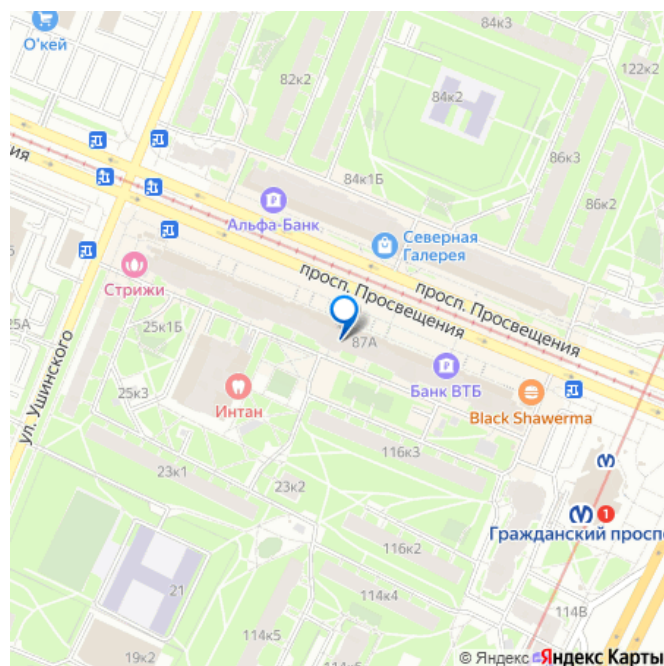 О'кей
84к3
122к2
82к2
84к2
86к3
84к1Б
86к2
Альфа-Банк
Северная
Галерея
Стрижи
просп. Просвещения
просп. Просвещения
25к1Б
87А
25А
25к3
Интан
Банк ВТБ
Black Shawerma
ул. Ушинского
116к3
23к1
23к2
1
Гражданский просп
116к2
21
114к4
114В
114к5
19к2
© Яндекс Яндекс Карты